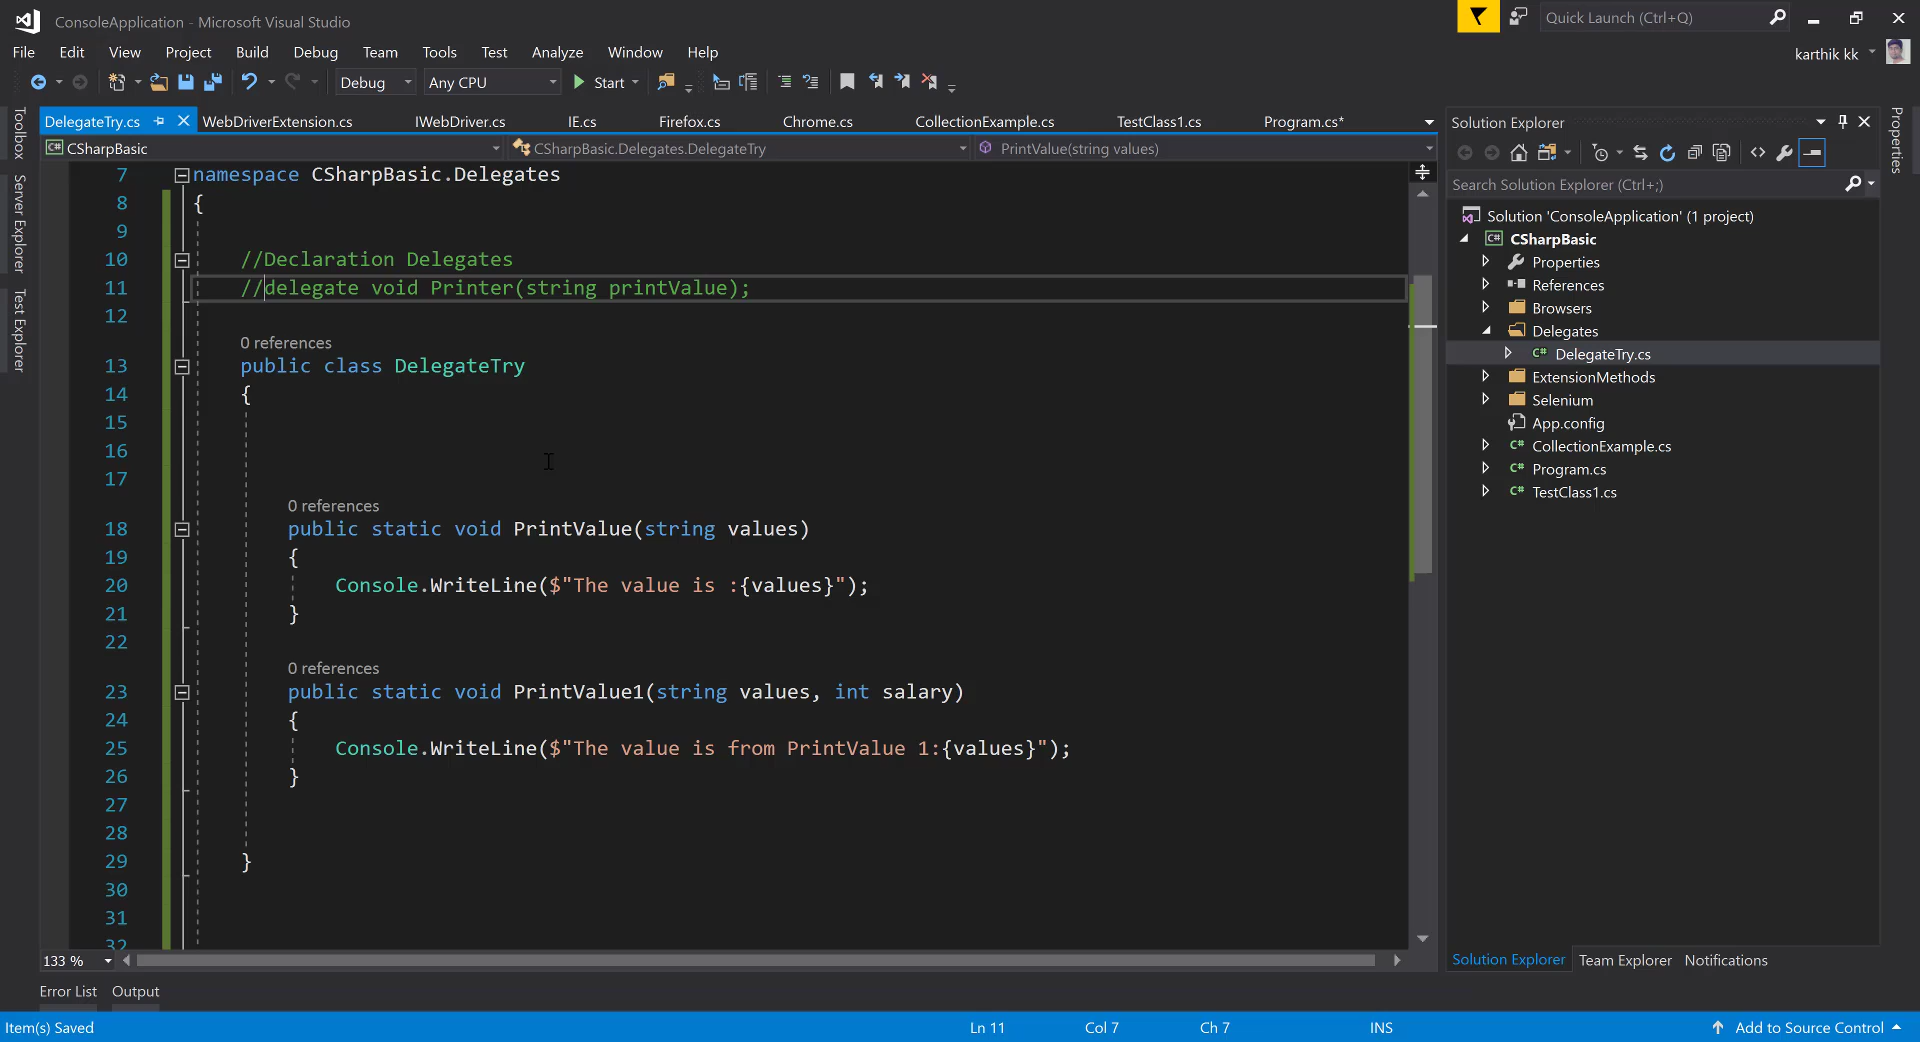 ConsoleApplication - Microsoft Visual Studio
Quick Launch (Ctrl+Q)
File Edit View Project Build Debug Team Tools Test Analyze Window Help
karthik kk
Debug Any CPU Start
DelegateTry.cs WebDriverExtension.cs IWebDriver.cs IE.cs Firefox.cs Chrome.cs CollectionExample.cs TestClass1.cs Program.cs*
CSharpBasic CSharpBasic.Delegates.DelegateTry PrintValue(string values)
Toolbox
Server Explorer
Test Explorer
7 namespace CSharpBasic.Delegates
8 {
9
10 //Declaration Delegates
11 //delegate void Printer(string printValue);
12
0 references
13 public class DelegateTry
14 {
15
16
17
0 references
18 public static void PrintValue(string values)
19 {
20 Console.WriteLine($"The value is :{values}");
21 }
22
0 references
23 public static void PrintValue1(string values, int salary)
24 {
25 Console.WriteLine($"The value is from PrintValue 1:{values}");
26 }
27
28
29 }
30
31
32
133 %
Solution Explorer
Search Solution Explorer (Ctrl+;)
Solution 'ConsoleApplication' (1 project)
C# CSharpBasic
Properties
References
Browsers
Delegates
C# DelegateTry.cs
ExtensionMethods
Selenium
App.config
C# CollectionExample.cs
C# Program.cs
C# TestClass1.cs
Solution Explorer Team Explorer Notifications
Properties
Error List Output
Item(s) Saved Ln 11 Col 7 Ch 7 INS Add to Source Control